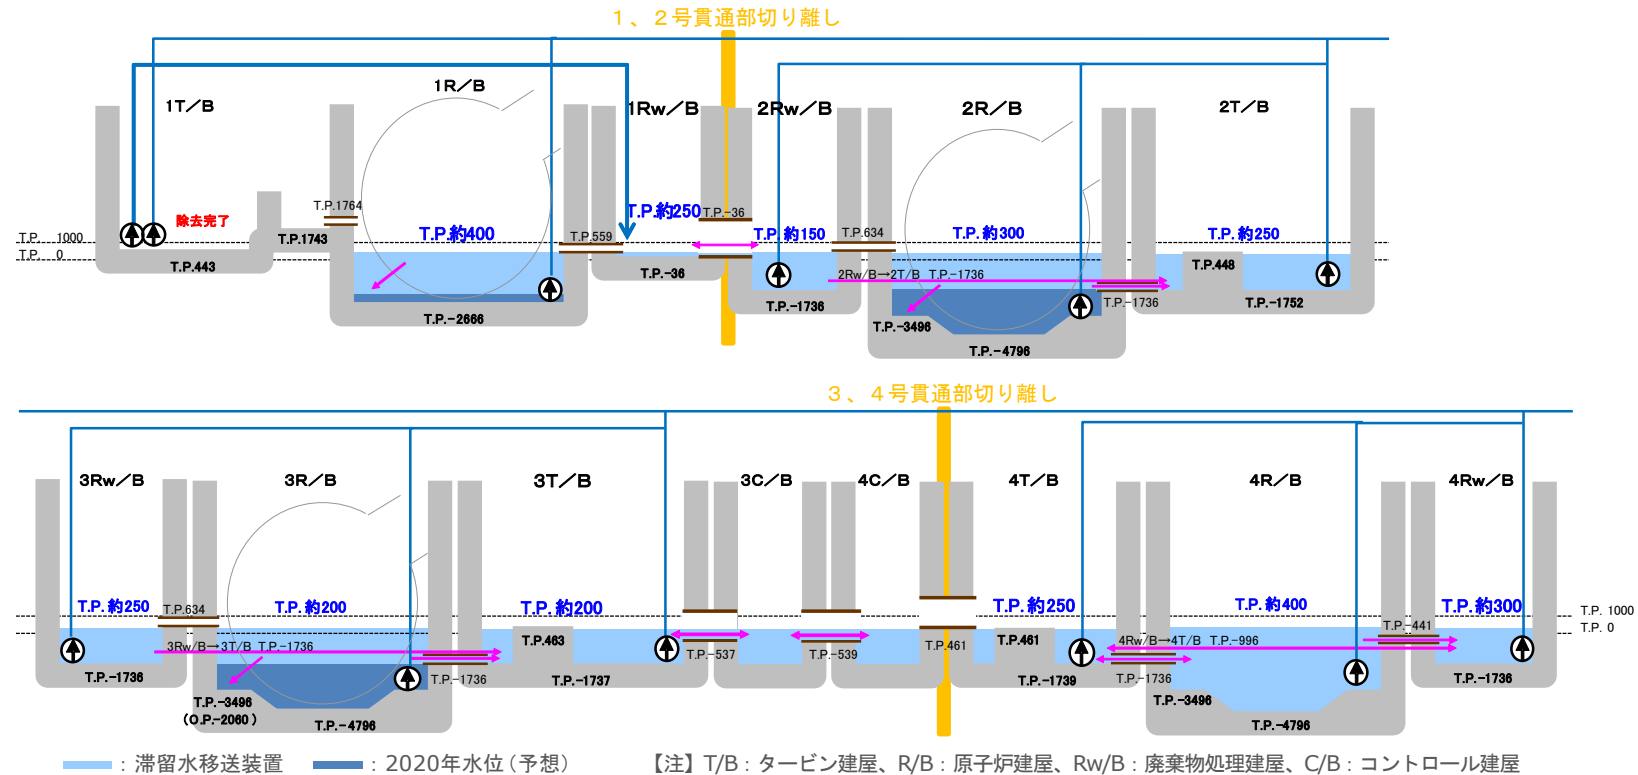 １、２号貫通部切り離し
1T／B
1R／B
1Rw／B
2Rw／B
2R／B
2T／B
除去完了
T.P.1764
T.P.約250
T.P.-36
T.P. 1000
T.P. 0
T.P.1743
T.P.約400
T.P.559
T.P.約150
T.P.634
T.P.約300
T.P.約250
T.P.443
T.P.-36
2Rw/B→2T/B T.P.-1736
T.P.448
T.P.-2666
T.P.-1736
T.P.-3496
T.P.-1736
T.P.-1752
T.P.-4796
３、４号貫通部切り離し
3Rw／B
3R／B
3T／B
3C／B
4C／B
4T／B
4R／B
4Rw／B
T.P.約250
T.P.634
T.P.約200
T.P.約200
T.P.約250
T.P.約400
T.P.約300
T.P. 1000
T.P. 0
T.P.-441
3Rw/B→3T/B T.P.-1736
T.P.463
T.P.461
T.P.461
4Rw/B→4T/B T.P.-996
T.P.-537
T.P.-539
T.P.-1736
T.P.-1736
T.P.-1737
T.P.-1739
T.P.-1736
T.P.-1736
T.P.-3496
(O.P.-2060)
T.P.-4796
T.P.-3496
T.P.-4796
：滞留水移送装置
：2020年水位（予想）
【注】T/B：タービン建屋、R/B：原子炉建屋、Rw/B：廃棄物処理建屋、C/B：コントロール建屋